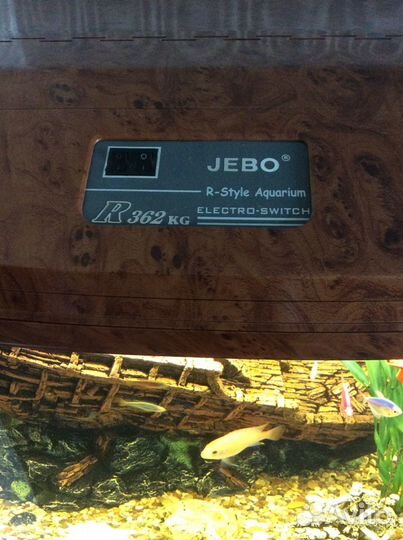 JEBO®
R-Style Aquarium
R 362 KG ELECTRO-SWITCH